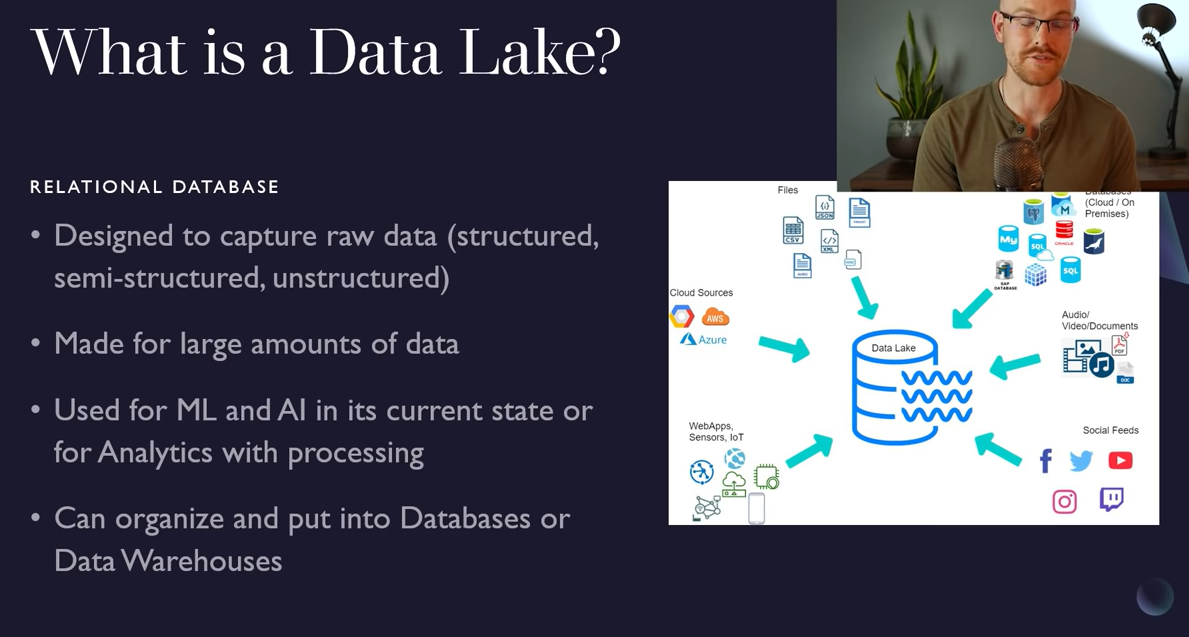 What is a Data Lake?
RELATIONAL DATABASE
• Designed to capture raw data (structured,
semi-structured, unstructured)
• Made for large amounts of data
• Used for ML and AI in its current state or
for Analytics with processing
• Can organize and put into Databases or
Data Warehouses
Files
{;}
JSON
CSV
</>
XML
Databases
(Cloud / On
Premises)
M
My
SQL
ORACLE
SAP
DATABASE
SQL
Cloud Sources
AWS
Azure
Data Lake
Audio/
Video/Documents
PDF
DOC
WebApps,
Sensors, IoT
Social Feeds